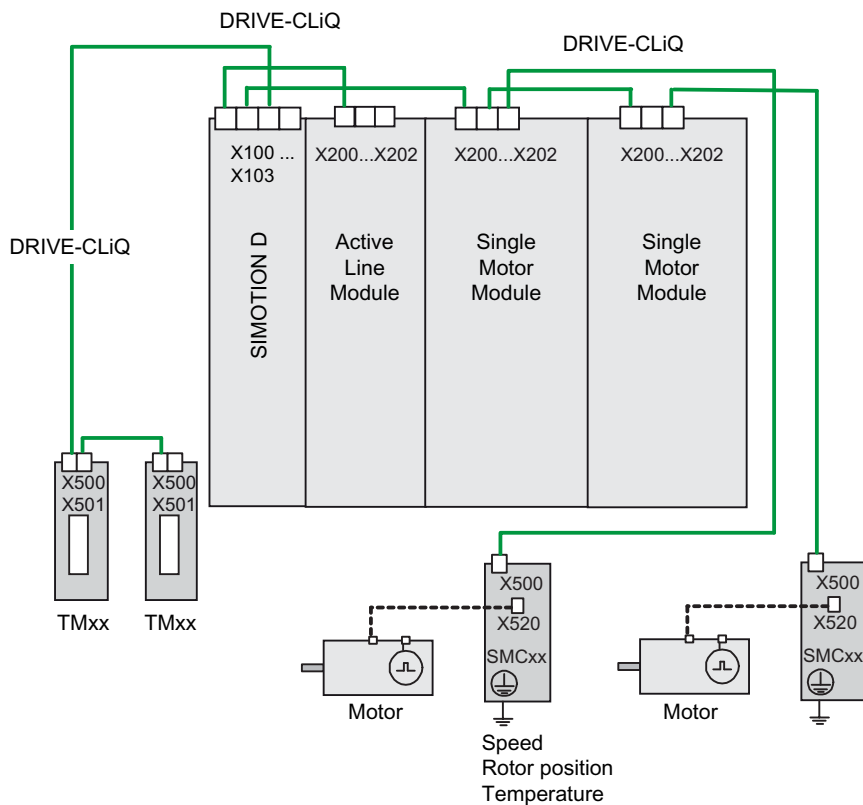 DRIVE-CLiQ
DRIVE-CLiQ
X100 ...
X103
X200...X202
X200...X202
X200...X202
DRIVE-CLiQ
SIMOTION D
Active
Line
Module
Single
Motor
Module
Single
Motor
Module
X500
X501
X500
X501
TMxx
TMxx
X500
X520
SMCxx
X500
X520
SMCxx
Motor
Motor
Speed
Rotor position
Temperature